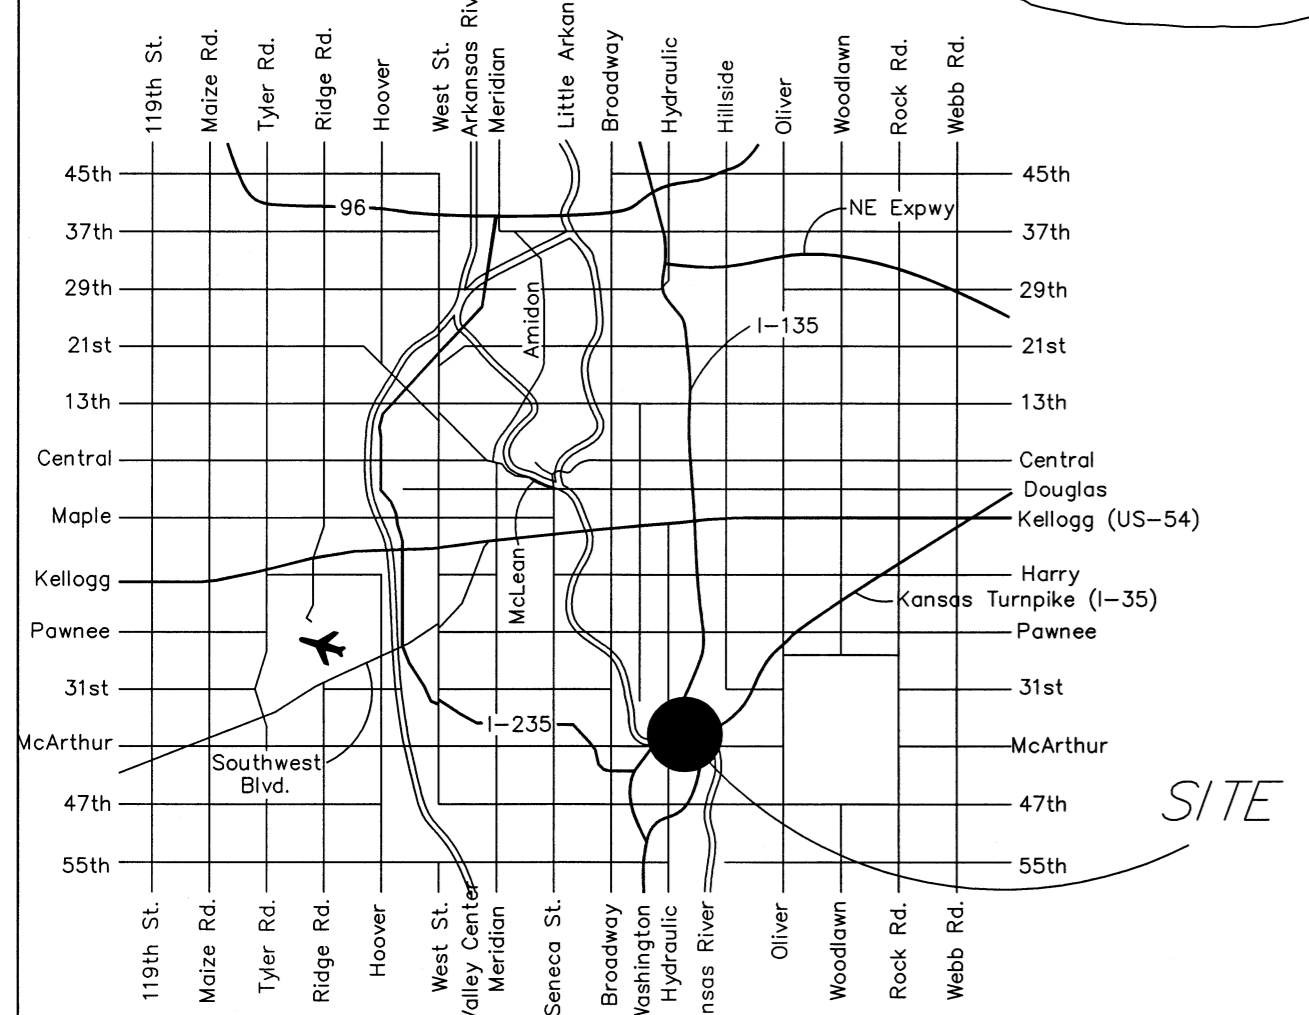 119th St.
Maize Rd.
Tyler Rd.
Ridge Rd.
Hoover
West St.
Arkansas Riv
Meridian
Little Arkan
Broadway
Hydraulic
Hillside
Oliver
Woodlawn
Rock Rd.
Webb Rd.
45th
45th
96
NE Expwy
37th
37th
29th
29th
Amidon
I-135
21st
21st
13th
13th
Central
Central
Douglas
Maple
Kellogg (US-54)
McLean
Kellogg
Harry
Kansas Turnpike (I-35)
Pawnee
Pawnee
31st
31st
I-235
McArthur
McArthur
Southwest
Blvd.
47th
47th
SITE
55th
55th
119th St.
Maize Rd.
Tyler Rd.
Ridge Rd.
Hoover
West St.
Valley Center
Meridian
Seneca St.
Broadway
Washington
Hydraulic
nsas River
Oliver
Woodlawn
Rock Rd.
Webb Rd.